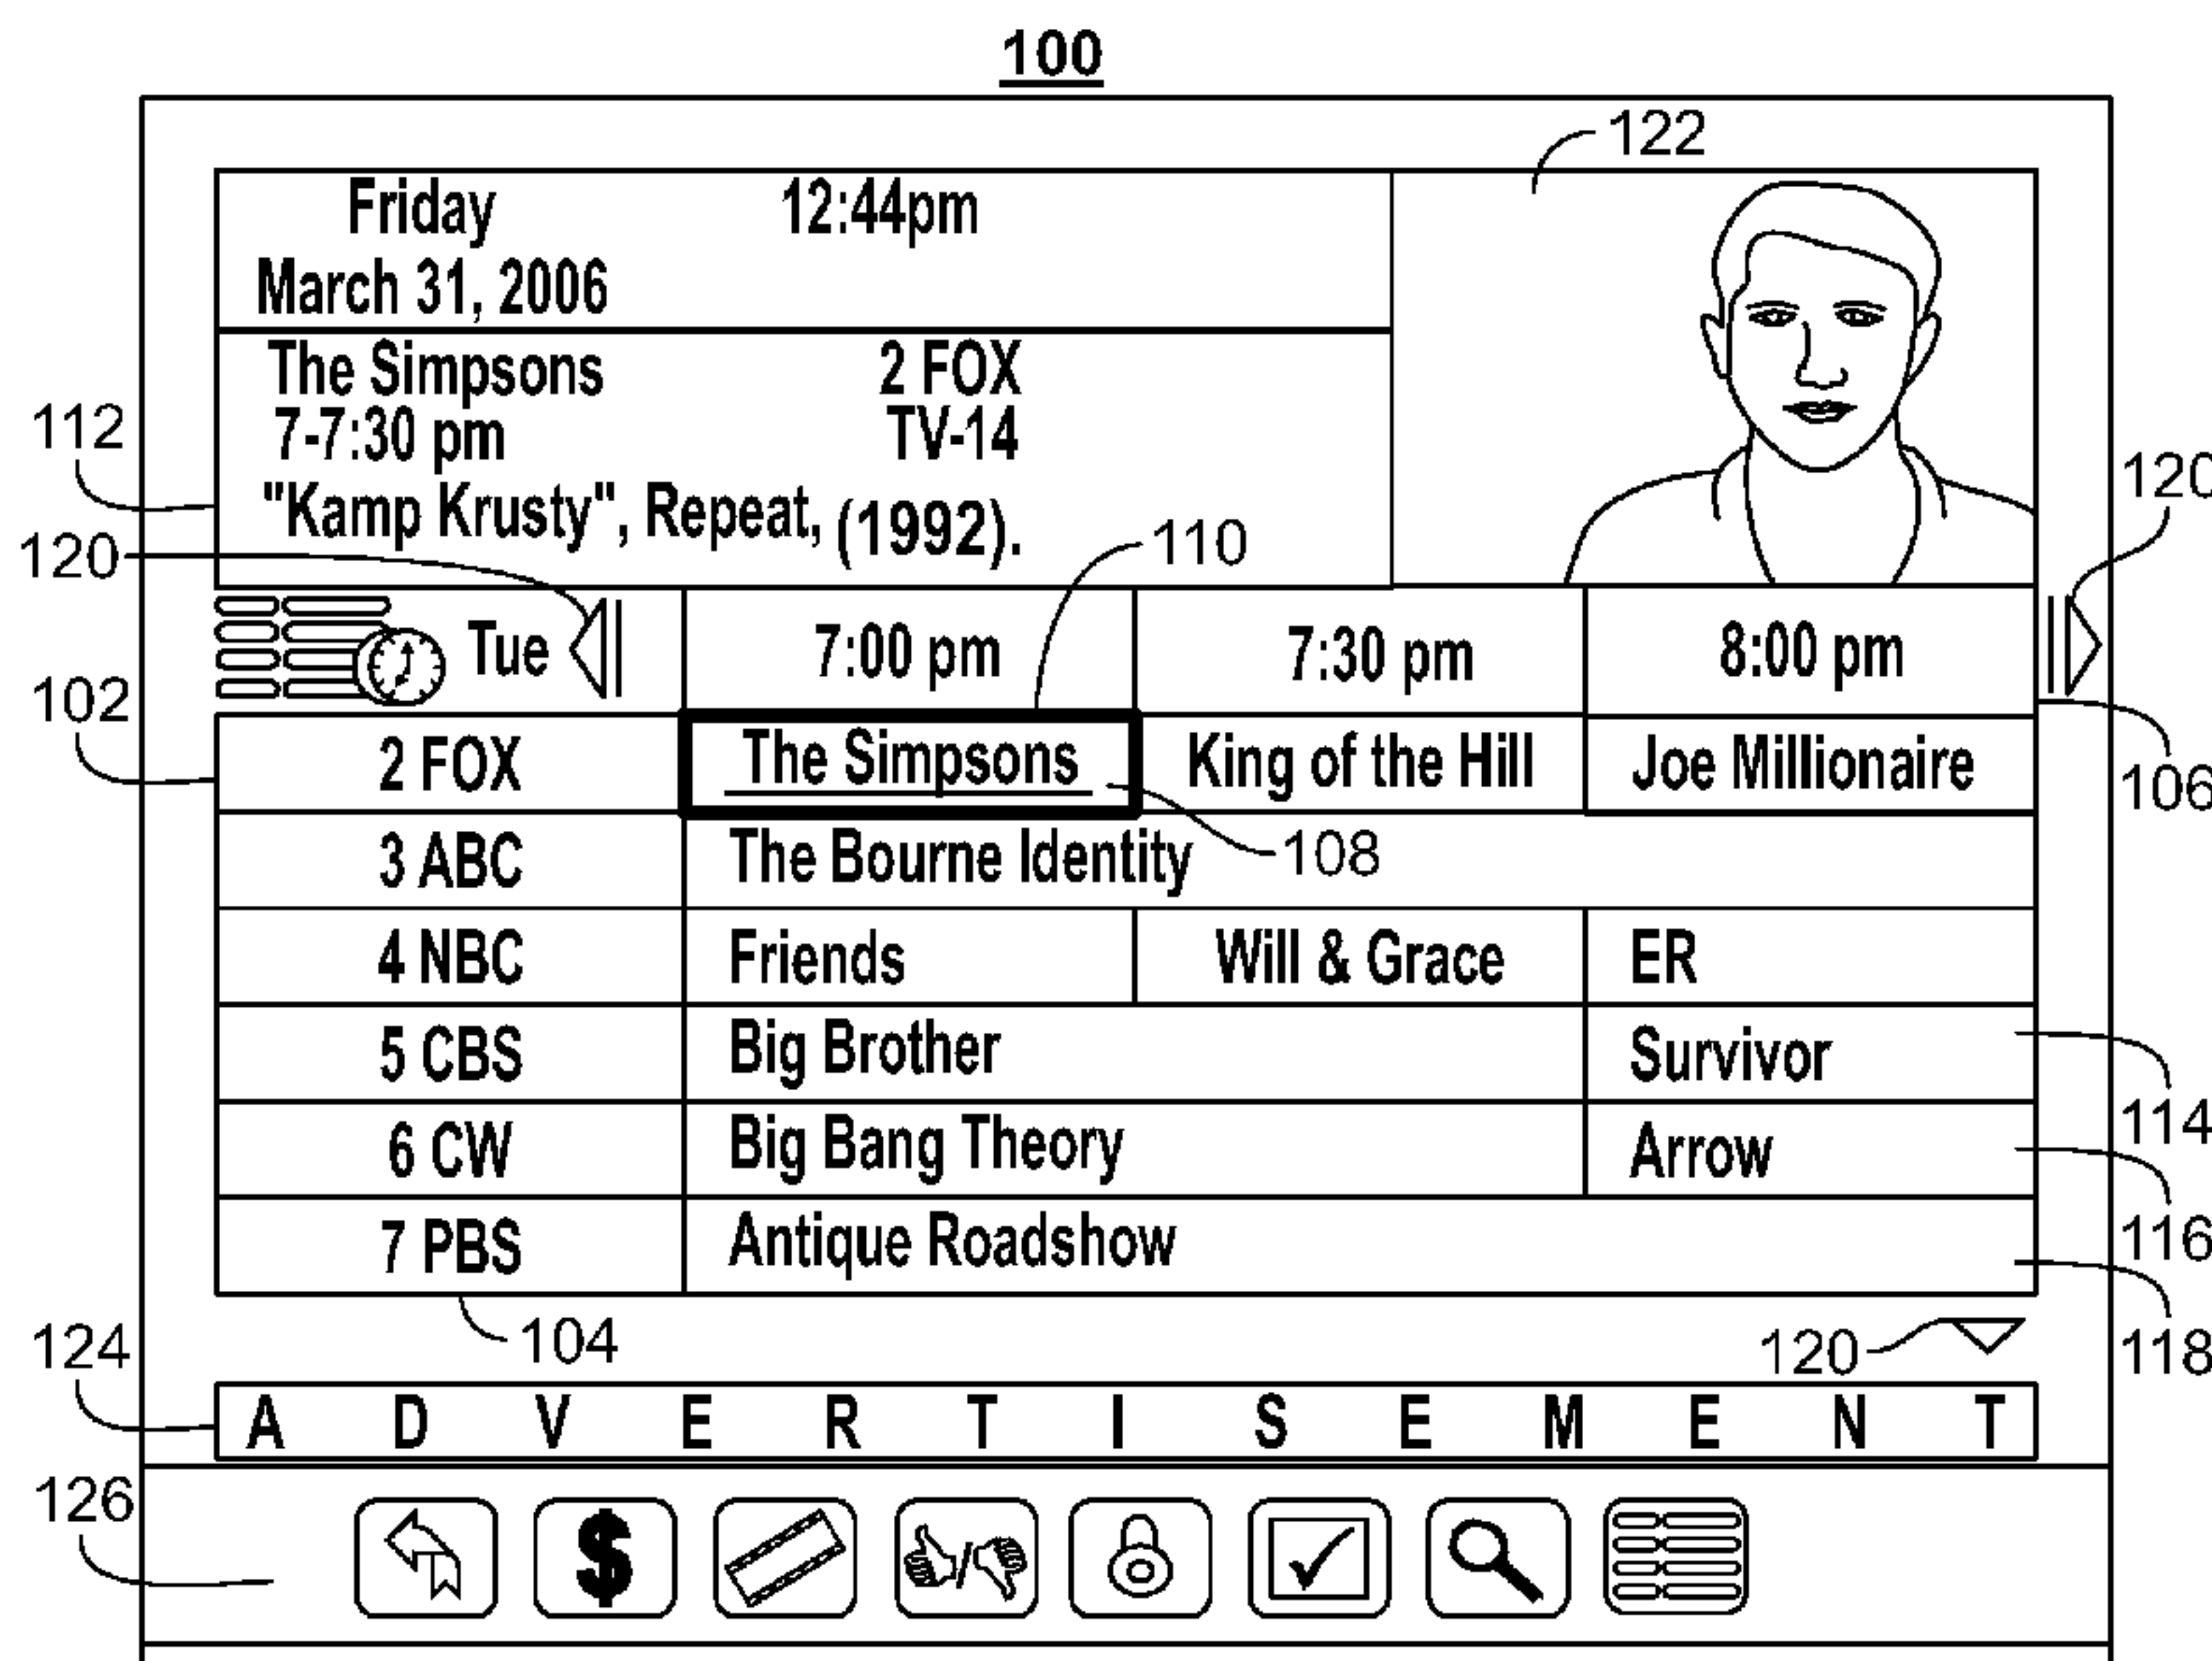 100
122
Friday 12:44pm
March 31, 2006
The Simpsons 2 FOX
112 7-7:30 pm TV-14
"Kamp Krusty", Repeat, (1992).
120
120
110
Tue 7:00 pm 7:30 pm 8:00 pm
102
2 FOX The Simpsons King of the Hill Joe Millionaire
106
3 ABC The Bourne Identity 108
4 NBC Friends Will & Grace ER
5 CBS Big Brother Survivor
114
6 CW Big Bang Theory Arrow
116
7 PBS Antique Roadshow
104
120
118
124
A D V E R T I S E M E N T
126
$